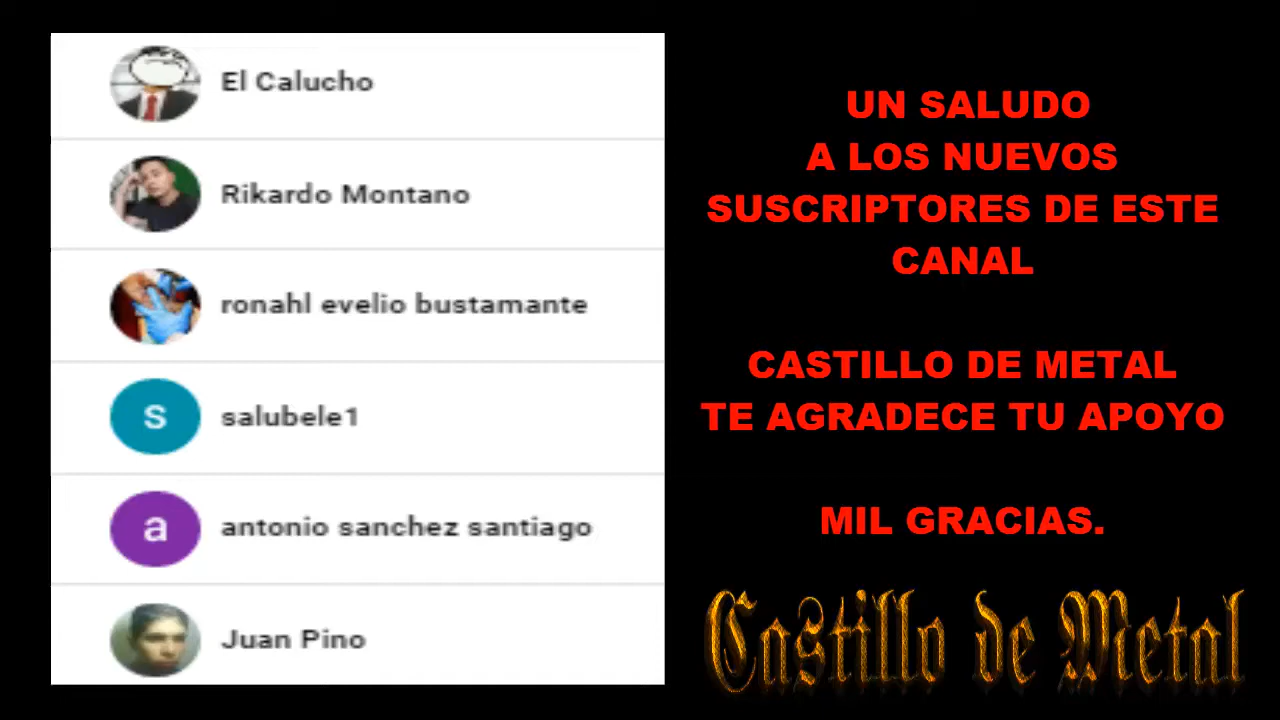 El Calucho
Rikardo Montano
ronahl evelio bustamante
s
salubele1
a
antonio sanchez santiago
Juan Pino
UN SALUDO
A LOS NUEVOS
SUSCRIPTORES DE ESTE
CANAL
CASTILLO DE METAL
TE AGRADECE TU APOYO
MIL GRACIAS.
Castillo de Metal